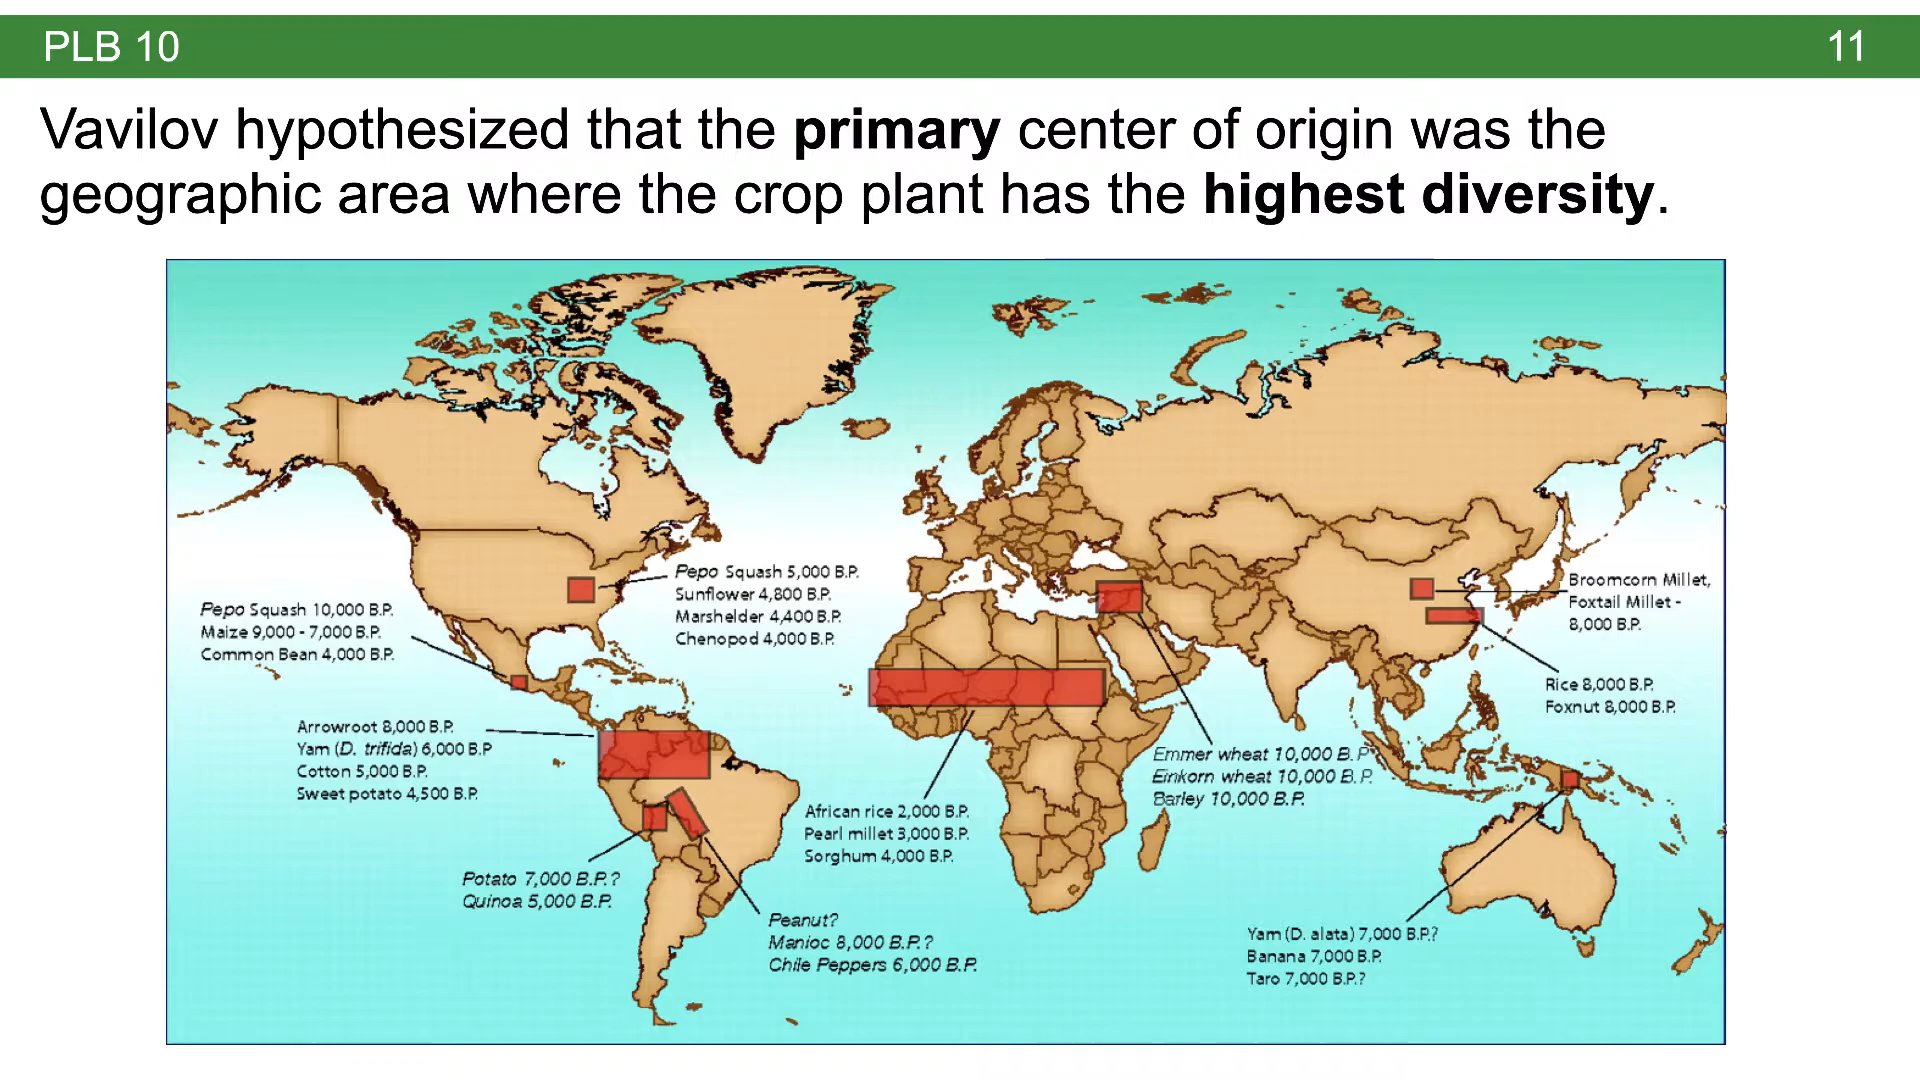 PLB 10
11
Vavilov hypothesized that the primary center of origin was the
geographic area where the crop plant has the highest diversity.
Pepo Squash 5,000 B.P.
Sunflower 4,800 B.P.
Marshelder 4,400 B.P.
Chenopod 4,000 B.P.
Pepo Squash 10,000 B.P.
Maize 9,000 - 7,000 B.P.
Common Bean 4,000 B.P.
Broomcorn Millet,
Foxtail Millet -
8,000 B.P.
Rice 8,000 B.P.
Foxnut 8,000 B.P.
Arrowroot 8,000 B.P.
Yam (D. trifida) 6,000 B.P
Cotton 5,000 B.P.
Sweet potato 4,500 B.P.
Emmer wheat 10,000 B.P
Einkorn wheat 10,000 B.P.
Barley 10,000 B.P.
African rice 2,000 B.P.
Pearl millet 3,000 B.P.
Sorghum 4,000 B.P.
Potato 7,000 B.P.?
Quinoa 5,000 B.P.
Peanut?
Manioc 8,000 B.P.?
Chile Peppers 6,000 B.P.
Yam (D. alata) 7,000 B.P.?
Banana 7,000 B.P.
Taro 7,000 B.P.?